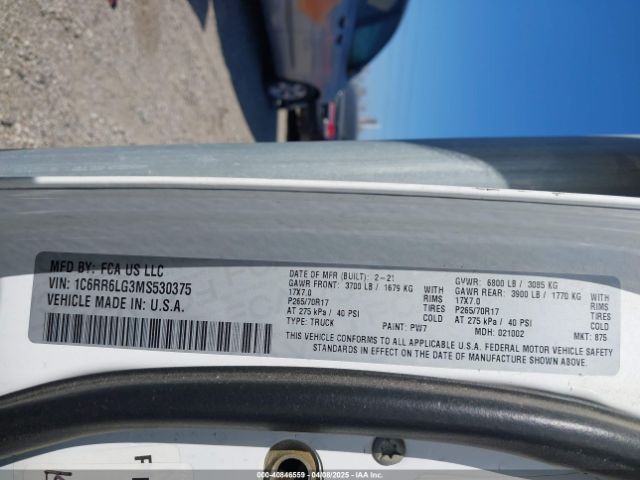 MFD BY: FCA US LLC
VIN: 1C6RR6LG3MS530375
VEHICLE MADE IN: U.S.A.
DATE OF MFR (BUILT): 2-21
GAWR FRONT: 3700 LB / 1679 KG
17X7.0 RIMS
P265/70R17 TIRES
AT 275 kPa / 40 PSI COLD
TYPE: TRUCK PAINT: PW7
GVWR: 6800 LB / 3085 KG
GAWR REAR: 3900 LB / 1770 KG
17X7.0 RIMS
P265/70R17 TIRES
AT 275 kPa / 40 PSI COLD
MDH: 021002 MKT: 875
THIS VEHICLE CONFORMS TO ALL APPLICABLE U.S.A. FEDERAL MOTOR VEHICLE SAFETY
STANDARDS IN EFFECT ON THE DATE OF MANUFACTURE SHOWN ABOVE.
000-40846559 04/08/2025 COPART IAA